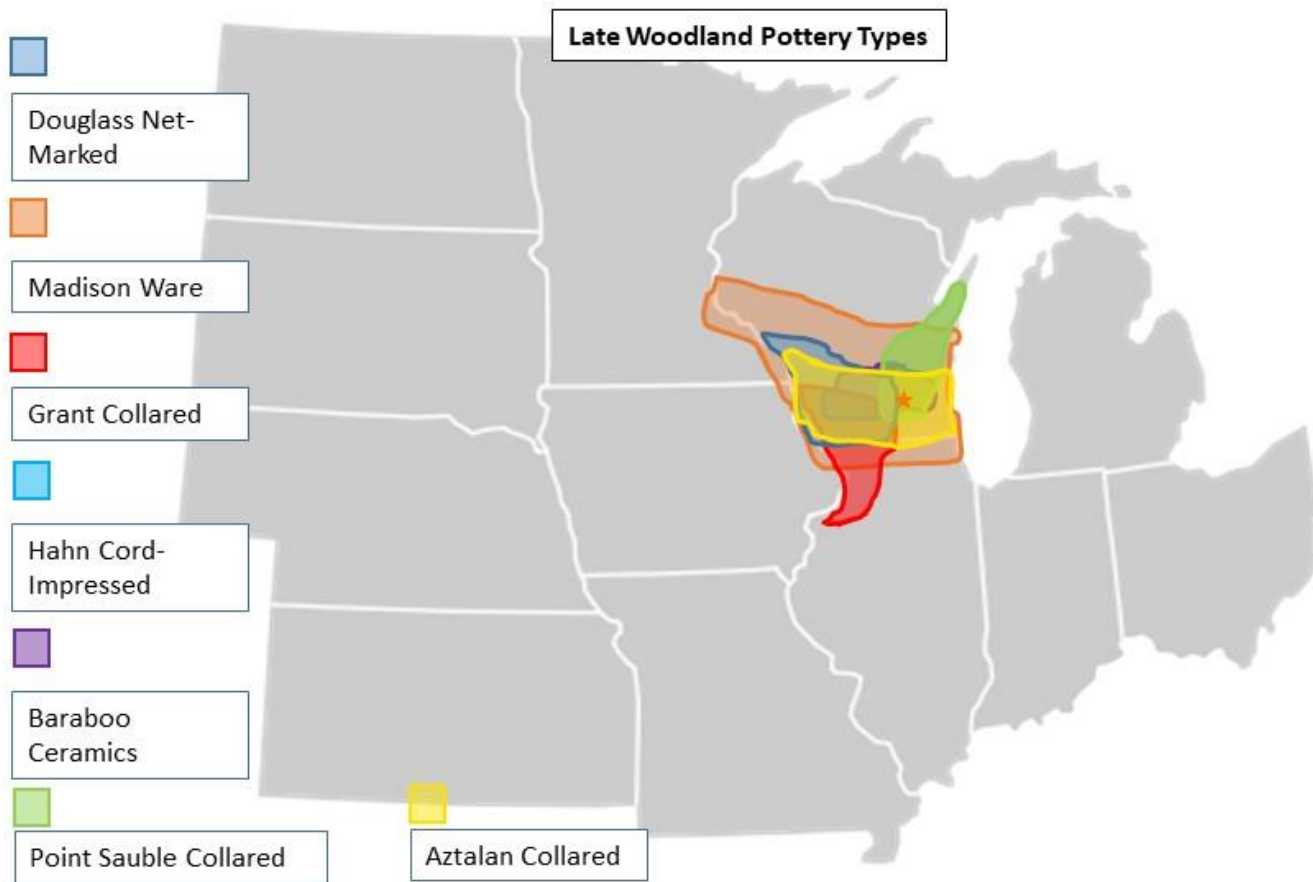 Late Woodland Pottery Types
Douglass Net-
Marked
Madison Ware
Grant Collared
Hahn Cord-
Impressed
Baraboo
Ceramics
Point Sauble Collared
Aztalan Collared